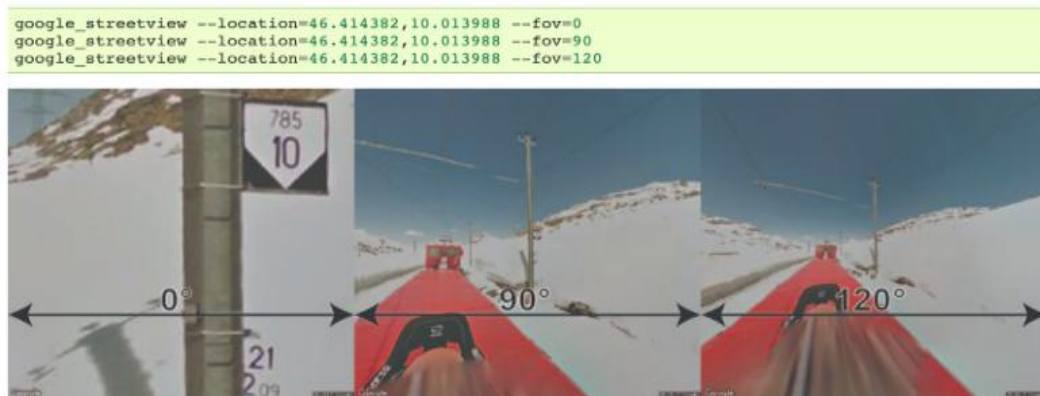 google_streetview --location=46.414382,10.013988 --fov=0
google_streetview --location=46.414382,10.013988 --fov=90
google_streetview --location=46.414382,10.013988 --fov=120
785
10
0°
90°
120°
21
209